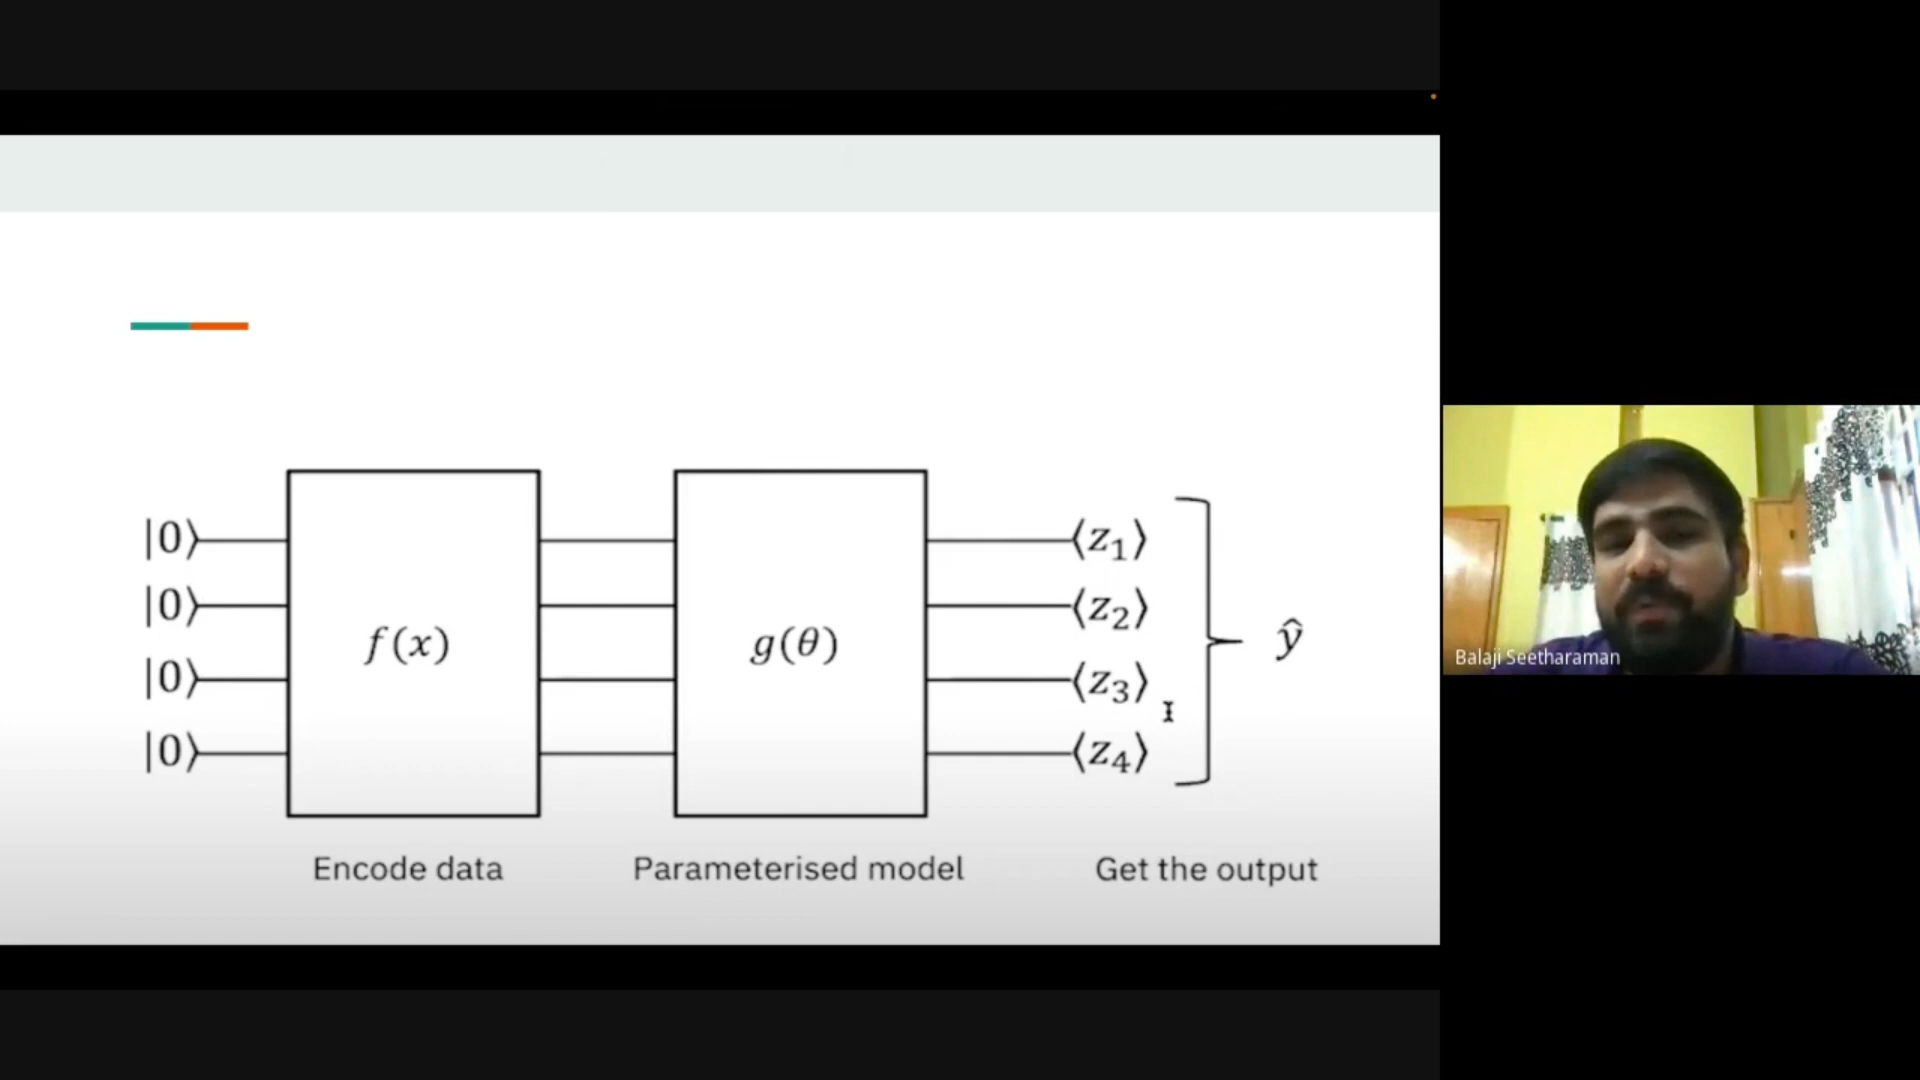 |0⟩ f(x) g(θ) ⟨z₁⟩
|0⟩ ⟨z₂⟩
|0⟩ ⟨z₃⟩
|0⟩ ⟨z₄⟩
ŷ
Encode data Parameterised model Get the output
Balaji Seetharaman